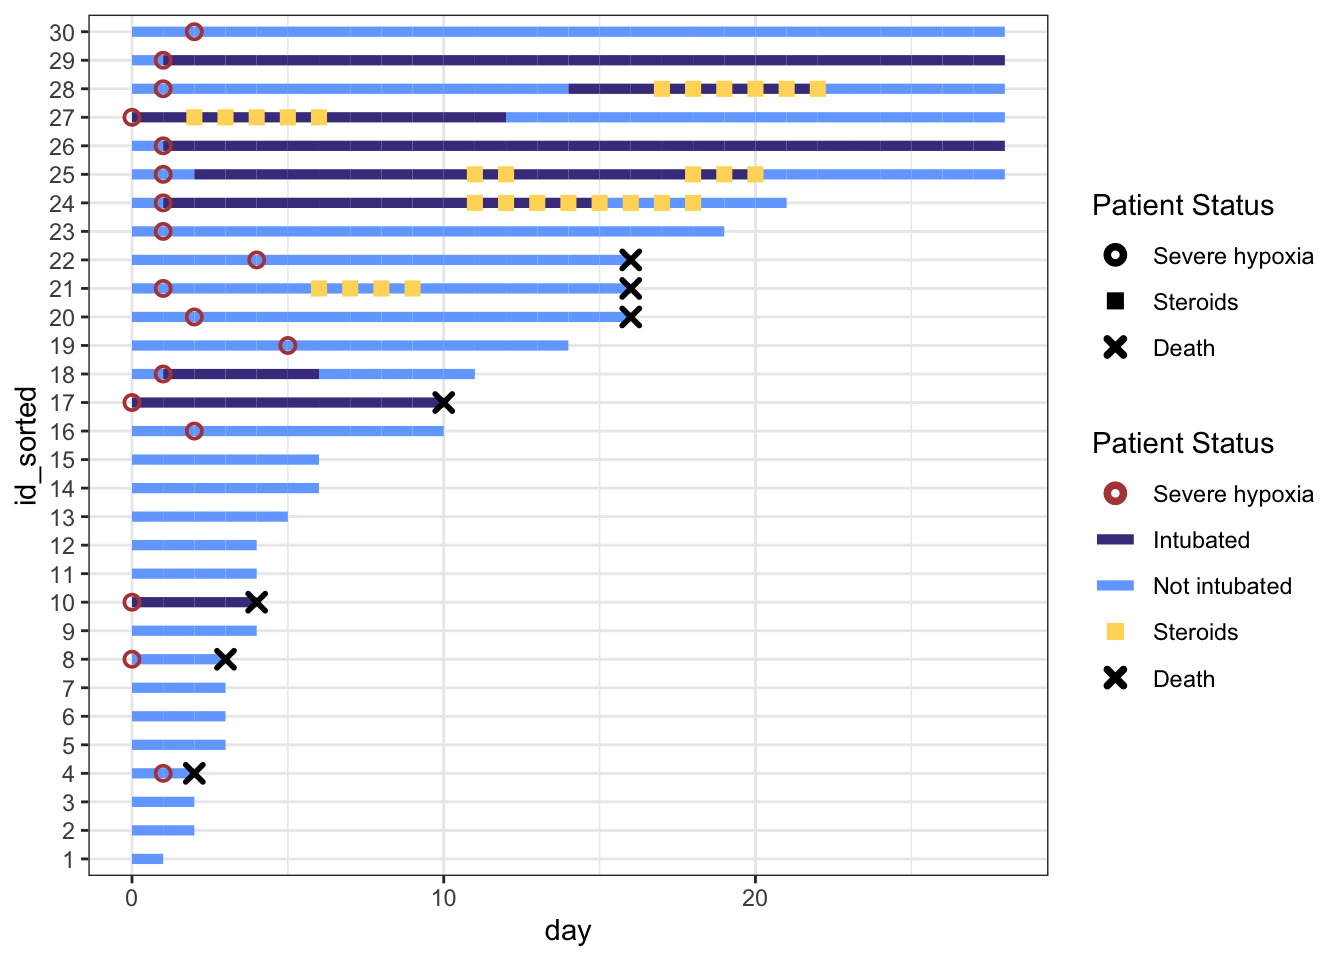 30
29
28
27
26
25
24
23
22
21
20
19
18
17
16
15
14
13
12
11
10
9
8
7
6
5
4
3
2
1
id_sorted
0 10 20
day
Patient Status
Severe hypoxia
Steroids
Death
Patient Status
Severe hypoxia
Intubated
Not intubated
Steroids
Death